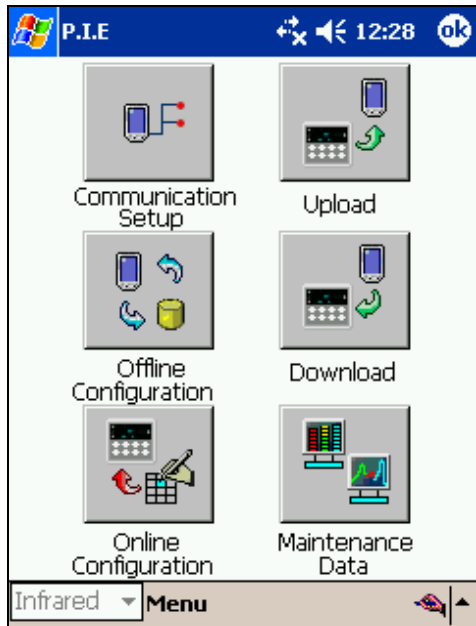 P.I.E 12:28 ok
Communication
Setup
Upload
Offline
Configuration
Download
Online
Configuration
Maintenance
Data
Infrared Menu